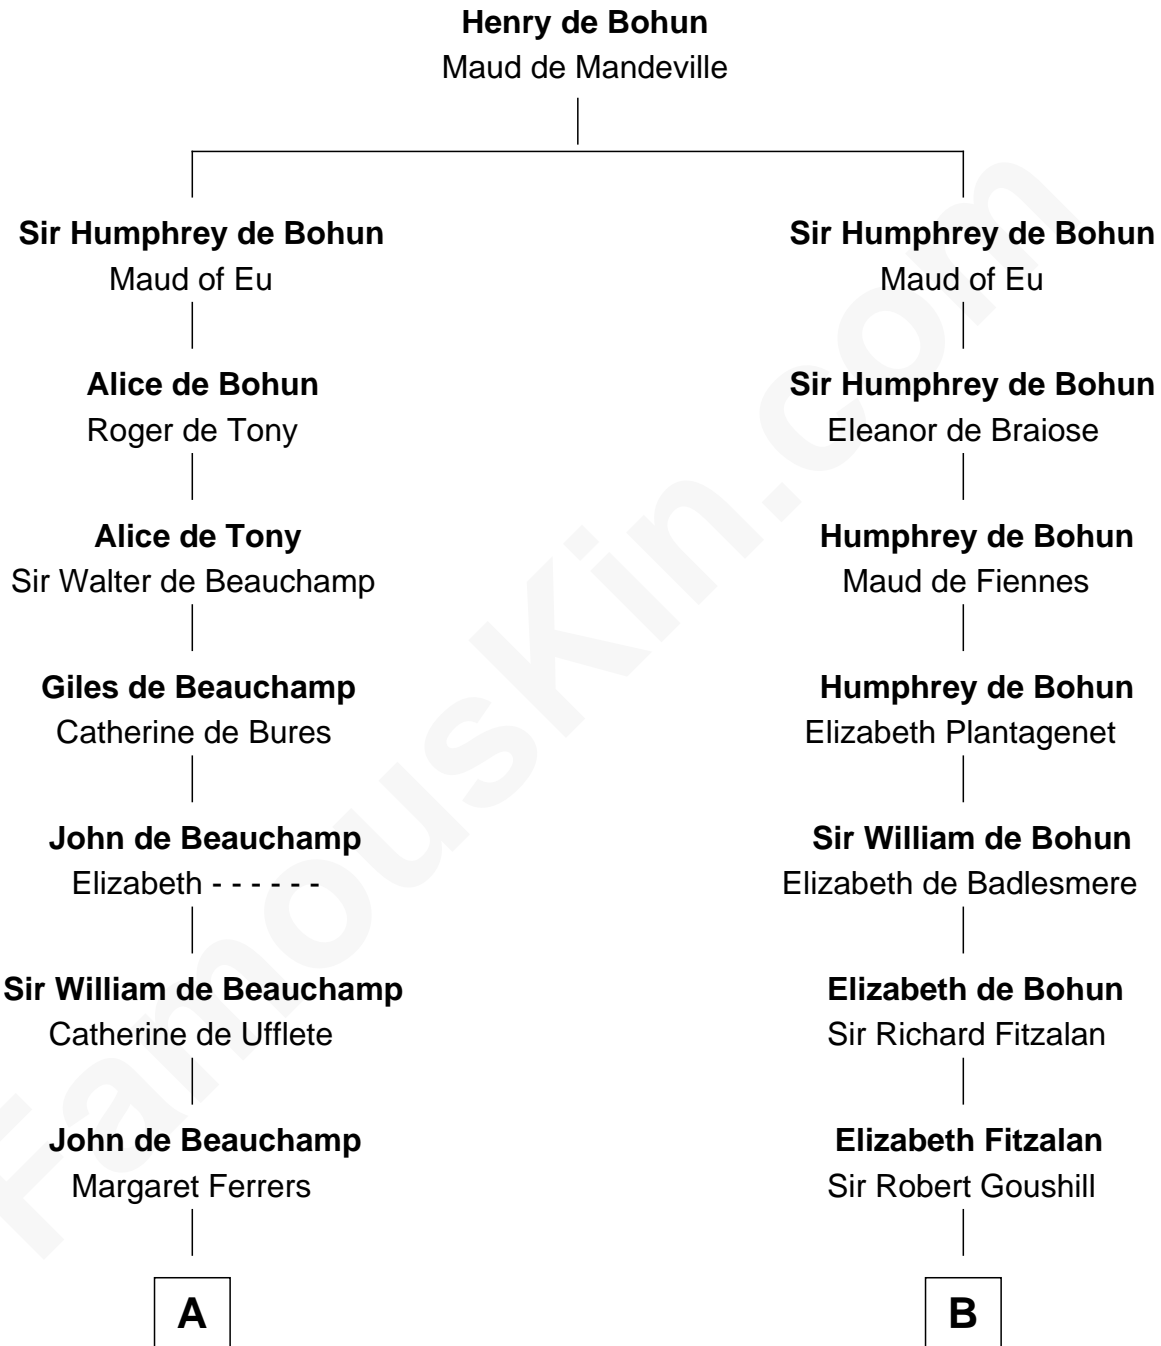 Henry de Bohun
Maud de Mandeville
Sir Humphrey de Bohun
Maud of Eu
Sir Humphrey de Bohun
Maud of Eu
Alice de Bohun
Roger de Tony
Sir Humphrey de Bohun
Eleanor de Braiose
Alice de Tony
Sir Walter de Beauchamp
Humphrey de Bohun
Maud de Fiennes
Giles de Beauchamp
Catherine de Bures
Humphrey de Bohun
Elizabeth Plantagenet
John de Beauchamp
Elizabeth - - - - - -
Sir William de Bohun
Elizabeth de Badlesmere
Sir William de Beauchamp
Catherine de Ufflete
Elizabeth de Bohun
Sir Richard Fitzalan
John de Beauchamp
Margaret Ferrers
Elizabeth Fitzalan
Sir Robert Goushill
A
B
FamousKin.com